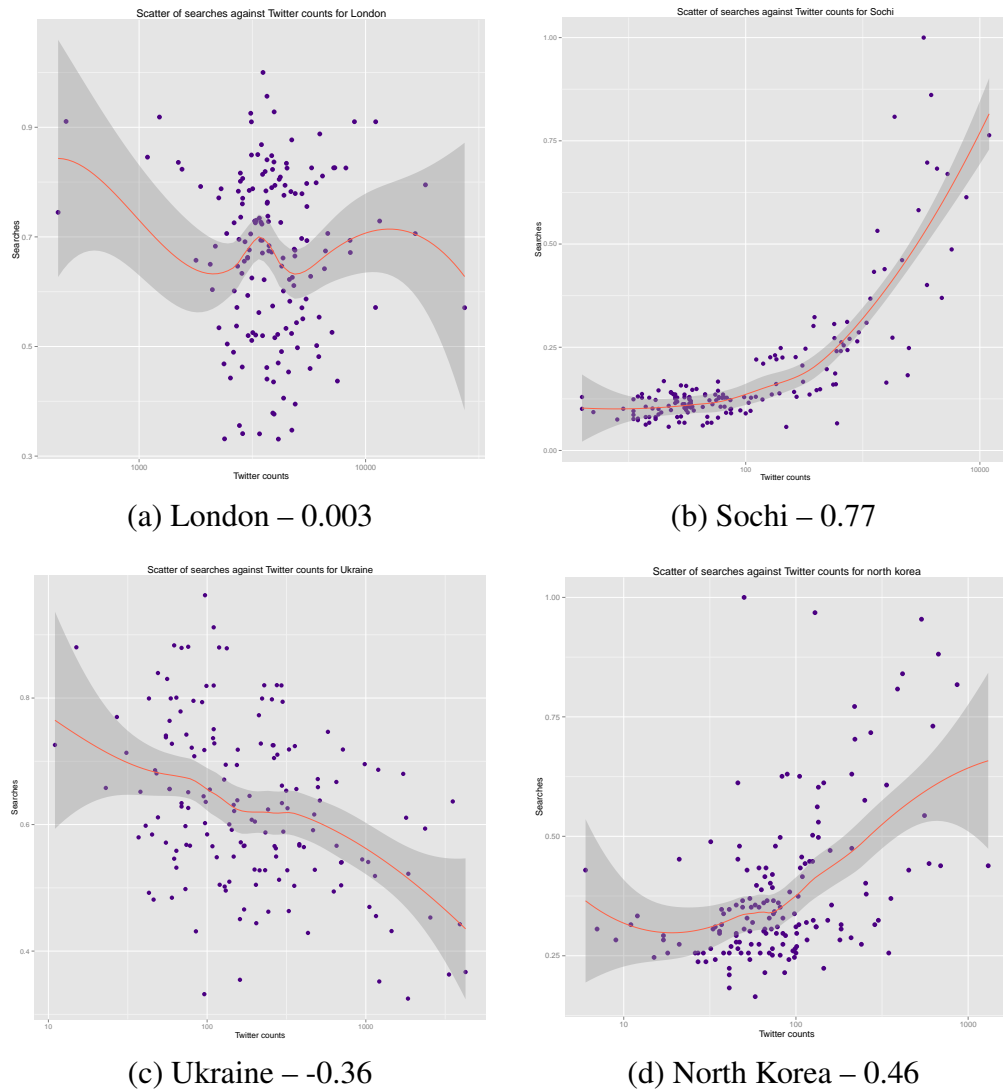 Scatter of searches against Twitter counts for London
0.9
0.7
0.5
0.3
Searches
1000
10000
Twitter counts
(a) London – 0.003
Scatter of searches against Twitter counts for Sochi
1.00
0.75
0.50
0.25
0.00
Searches
100
10000
Twitter counts
(b) Sochi – 0.77
Scatter of searches against Twitter counts for Ukraine
0.8
0.6
0.4
Searches
10
100
1000
Twitter counts
(c) Ukraine – -0.36
Scatter of searches against Twitter counts for north korea
1.00
0.75
0.50
0.25
Searches
10
100
1000
Twitter counts
(d) North Korea – 0.46